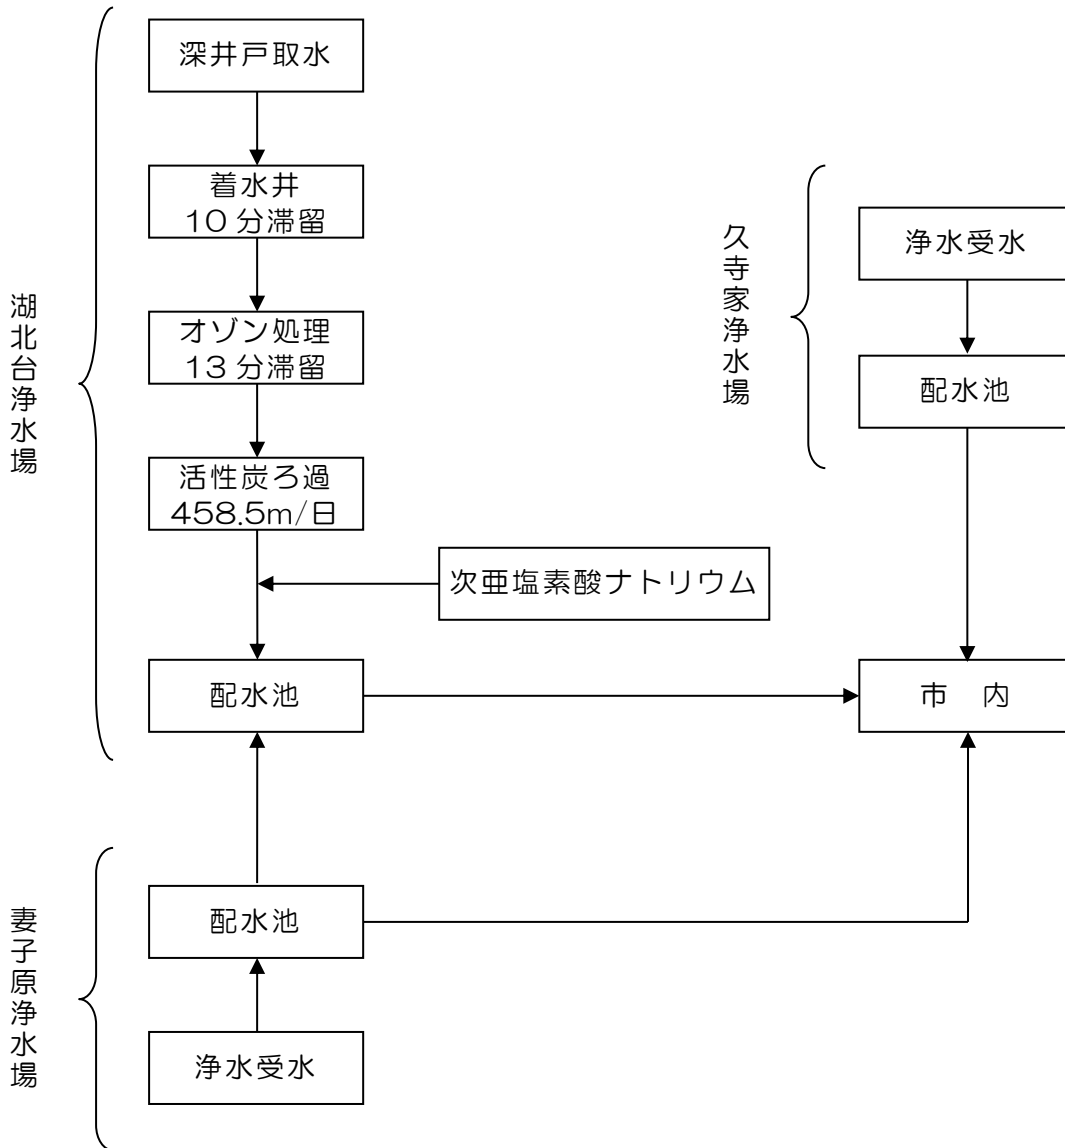 深井戸取水
着水井
10分滞留
オゾン処理
13分滞留
活性炭ろ過
458.5m/日
次亜塩素酸ナトリウム
配水池
湖北台浄水場
久寺家浄水場
浄水受水
配水池
市　内
妻子原浄水場
配水池
浄水受水